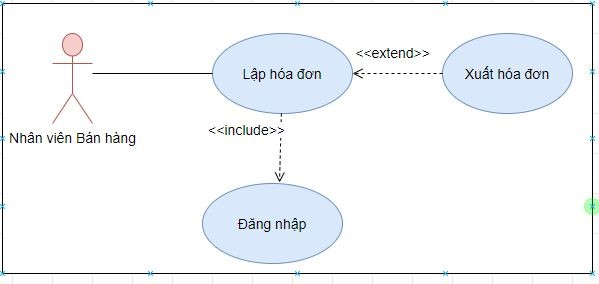 <<extend>>
Lập hóa đơn
Xuất hóa đơn
<<include>>
Nhân viên Bán hàng
Đăng nhập